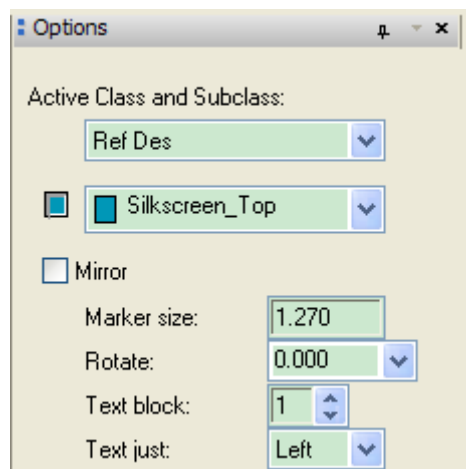 Options
Active Class and Subclass:
Ref Des
Silkscreen_Top
Mirror
Marker size: 1.270
Rotate: 0.000
Text block: 1
Text just: Left